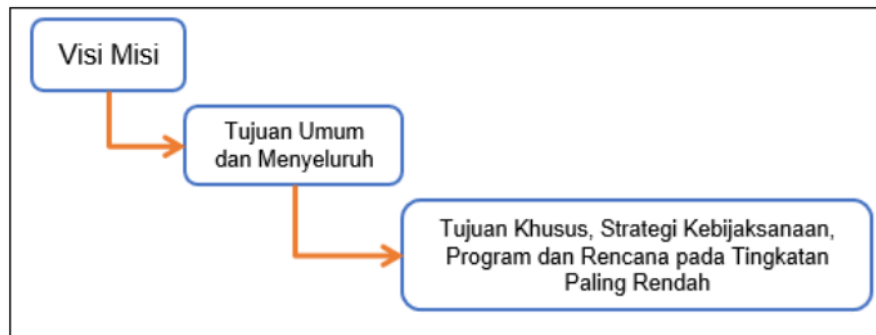 Visi Misi
Tujuan Umum
dan Menyeluruh
Tujuan Khusus, Strategi Kebijaksanaan,
Program dan Rencana pada Tingkatan
Paling Rendah